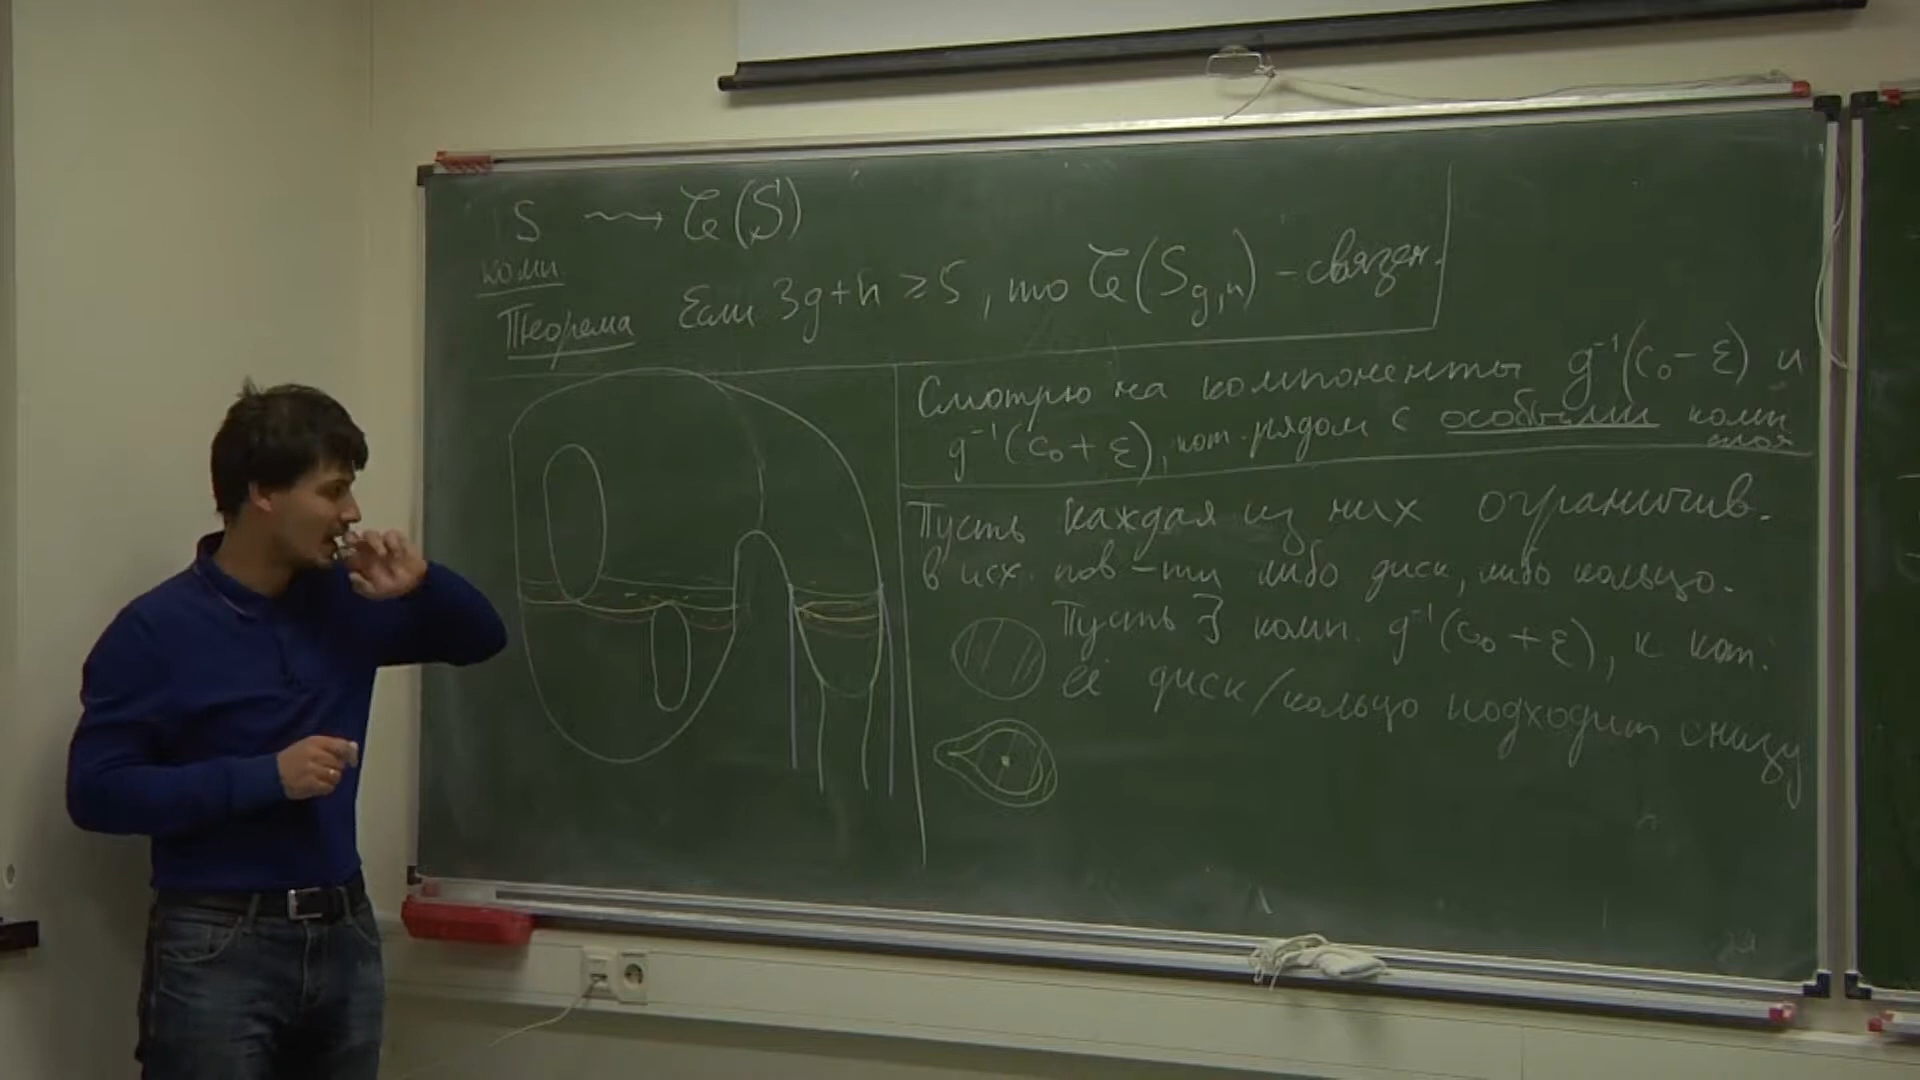 S ⇝ 𝒞(S)
комп.
Теорема Если 3g+n ≥ 5, то 𝒞(S_{g,n}) – связен.
Смотрю на компоненты g⁻¹(c₀-ε) и
g⁻¹(c₀+ε), кот. рядом с особыми комп
слоя
Пусть каждая из них ограничив.
в исх. пов-ти либо диск, либо кольцо.
Пусть ∃ комп. g⁻¹(c₀+ε), к кот.
её диск/кольцо подходит снизу